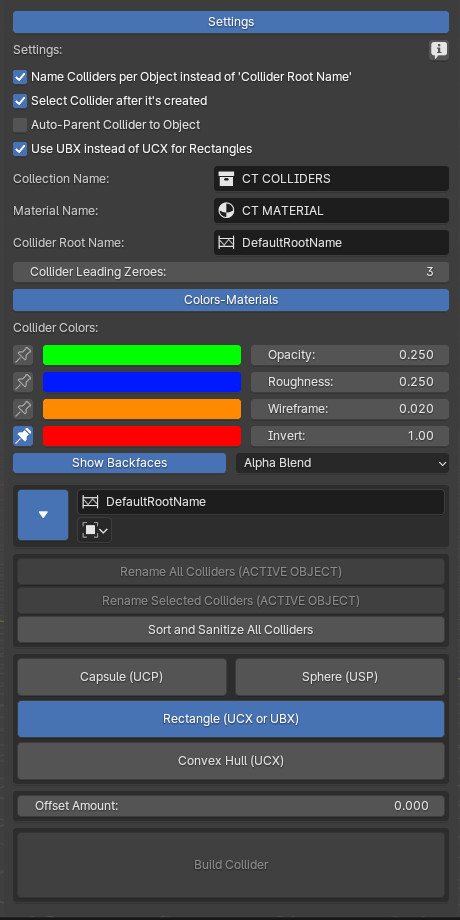 Settings
Settings:
Name Colliders per Object instead of 'Collider Root Name'
Select Collider after it's created
Auto-Parent Collider to Object
Use UBX instead of UCX for Rectangles
Collection Name: CT COLLIDERS
Material Name: CT MATERIAL
Collider Root Name: DefaultRootName
Collider Leading Zeroes: 3
Colors-Materials
Collider Colors:
Opacity: 0.250
Roughness: 0.250
Wireframe: 0.020
Invert: 1.00
Show Backfaces Alpha Blend
DefaultRootName
Rename All Colliders (ACTIVE OBJECT)
Rename Selected Colliders (ACTIVE OBJECT)
Sort and Sanitize All Colliders
Capsule (UCP) Sphere (USP)
Rectangle (UCX or UBX)
Convex Hull (UCX)
Offset Amount: 0.000
Build Collider